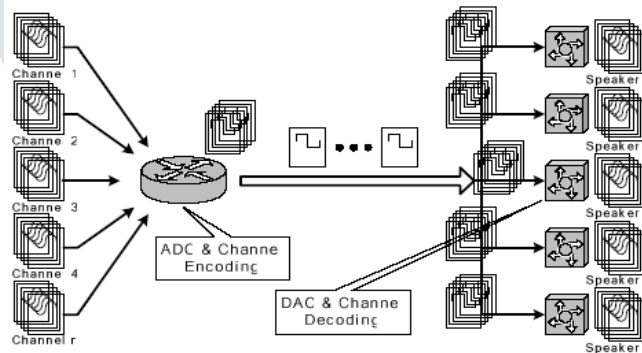 Channe 1
Channe 2
Channe 3
Channe 4
Channel r
ADC & Channe
Encoding
DAC & Channe
Decoding
Speaker
Speaker
Speaker
Speaker
Speaker